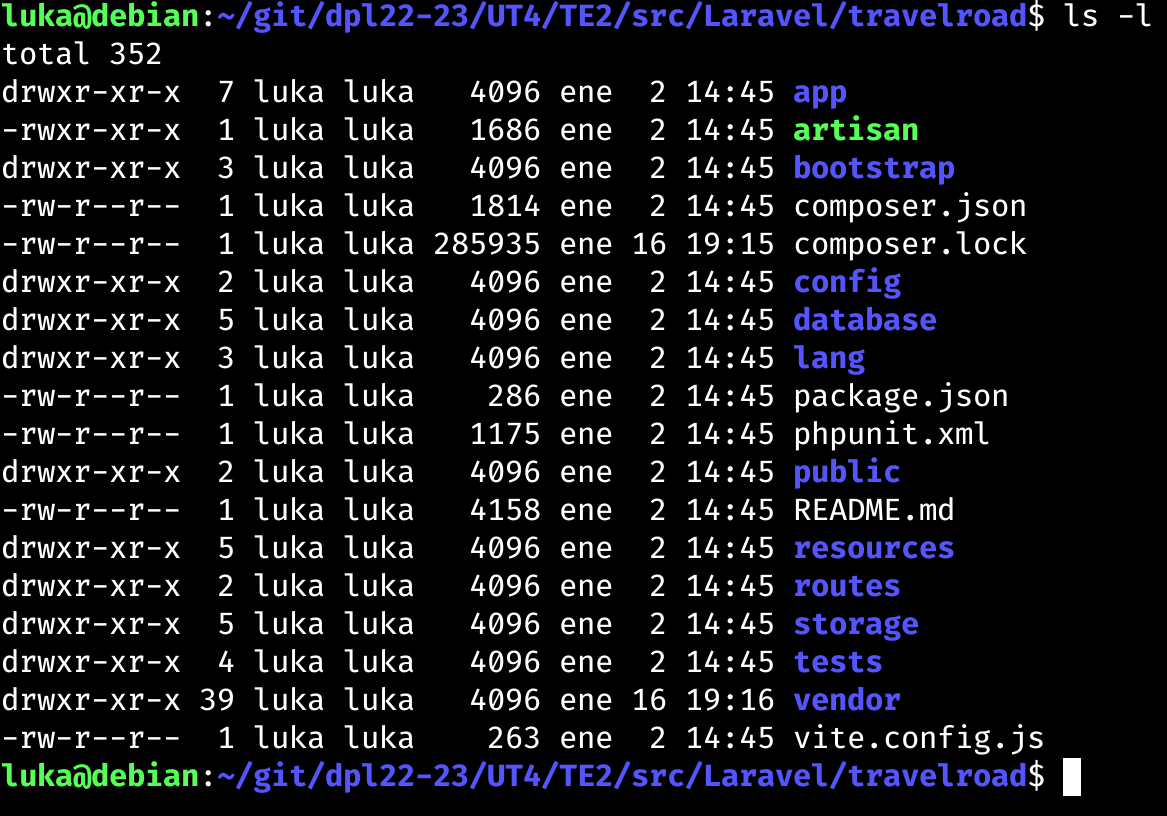 luka@debian:~/git/dpl22-23/UT4/TE2/src/Laravel/travelroad$ ls -l
total 352
drwxr-xr-x  7 luka luka   4096 ene  2 14:45 app
-rwxr-xr-x  1 luka luka   1686 ene  2 14:45 artisan
drwxr-xr-x  3 luka luka   4096 ene  2 14:45 bootstrap
-rw-r--r--  1 luka luka   1814 ene  2 14:45 composer.json
-rw-r--r--  1 luka luka 285935 ene 16 19:15 composer.lock
drwxr-xr-x  2 luka luka   4096 ene  2 14:45 config
drwxr-xr-x  5 luka luka   4096 ene  2 14:45 database
drwxr-xr-x  3 luka luka   4096 ene  2 14:45 lang
-rw-r--r--  1 luka luka    286 ene  2 14:45 package.json
-rw-r--r--  1 luka luka   1175 ene  2 14:45 phpunit.xml
drwxr-xr-x  2 luka luka   4096 ene  2 14:45 public
-rw-r--r--  1 luka luka   4158 ene  2 14:45 README.md
drwxr-xr-x  5 luka luka   4096 ene  2 14:45 resources
drwxr-xr-x  2 luka luka   4096 ene  2 14:45 routes
drwxr-xr-x  5 luka luka   4096 ene  2 14:45 storage
drwxr-xr-x  4 luka luka   4096 ene  2 14:45 tests
drwxr-xr-x 39 luka luka   4096 ene 16 19:16 vendor
-rw-r--r--  1 luka luka    263 ene  2 14:45 vite.config.js
luka@debian:~/git/dpl22-23/UT4/TE2/src/Laravel/travelroad$